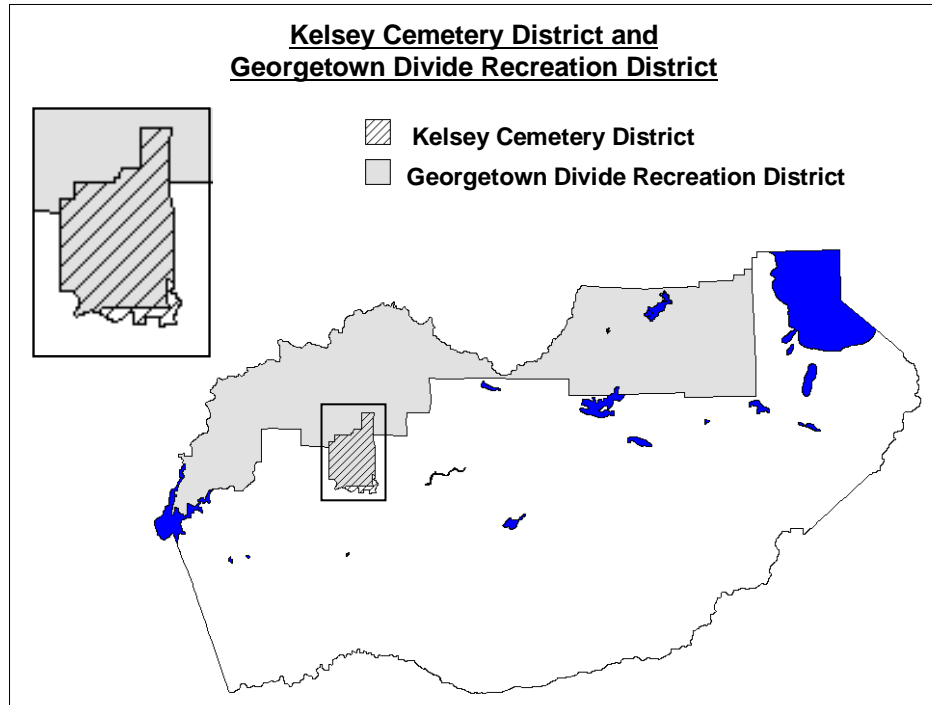 Kelsey Cemetery District and
Georgetown Divide Recreation District
Kelsey Cemetery District
Georgetown Divide Recreation District